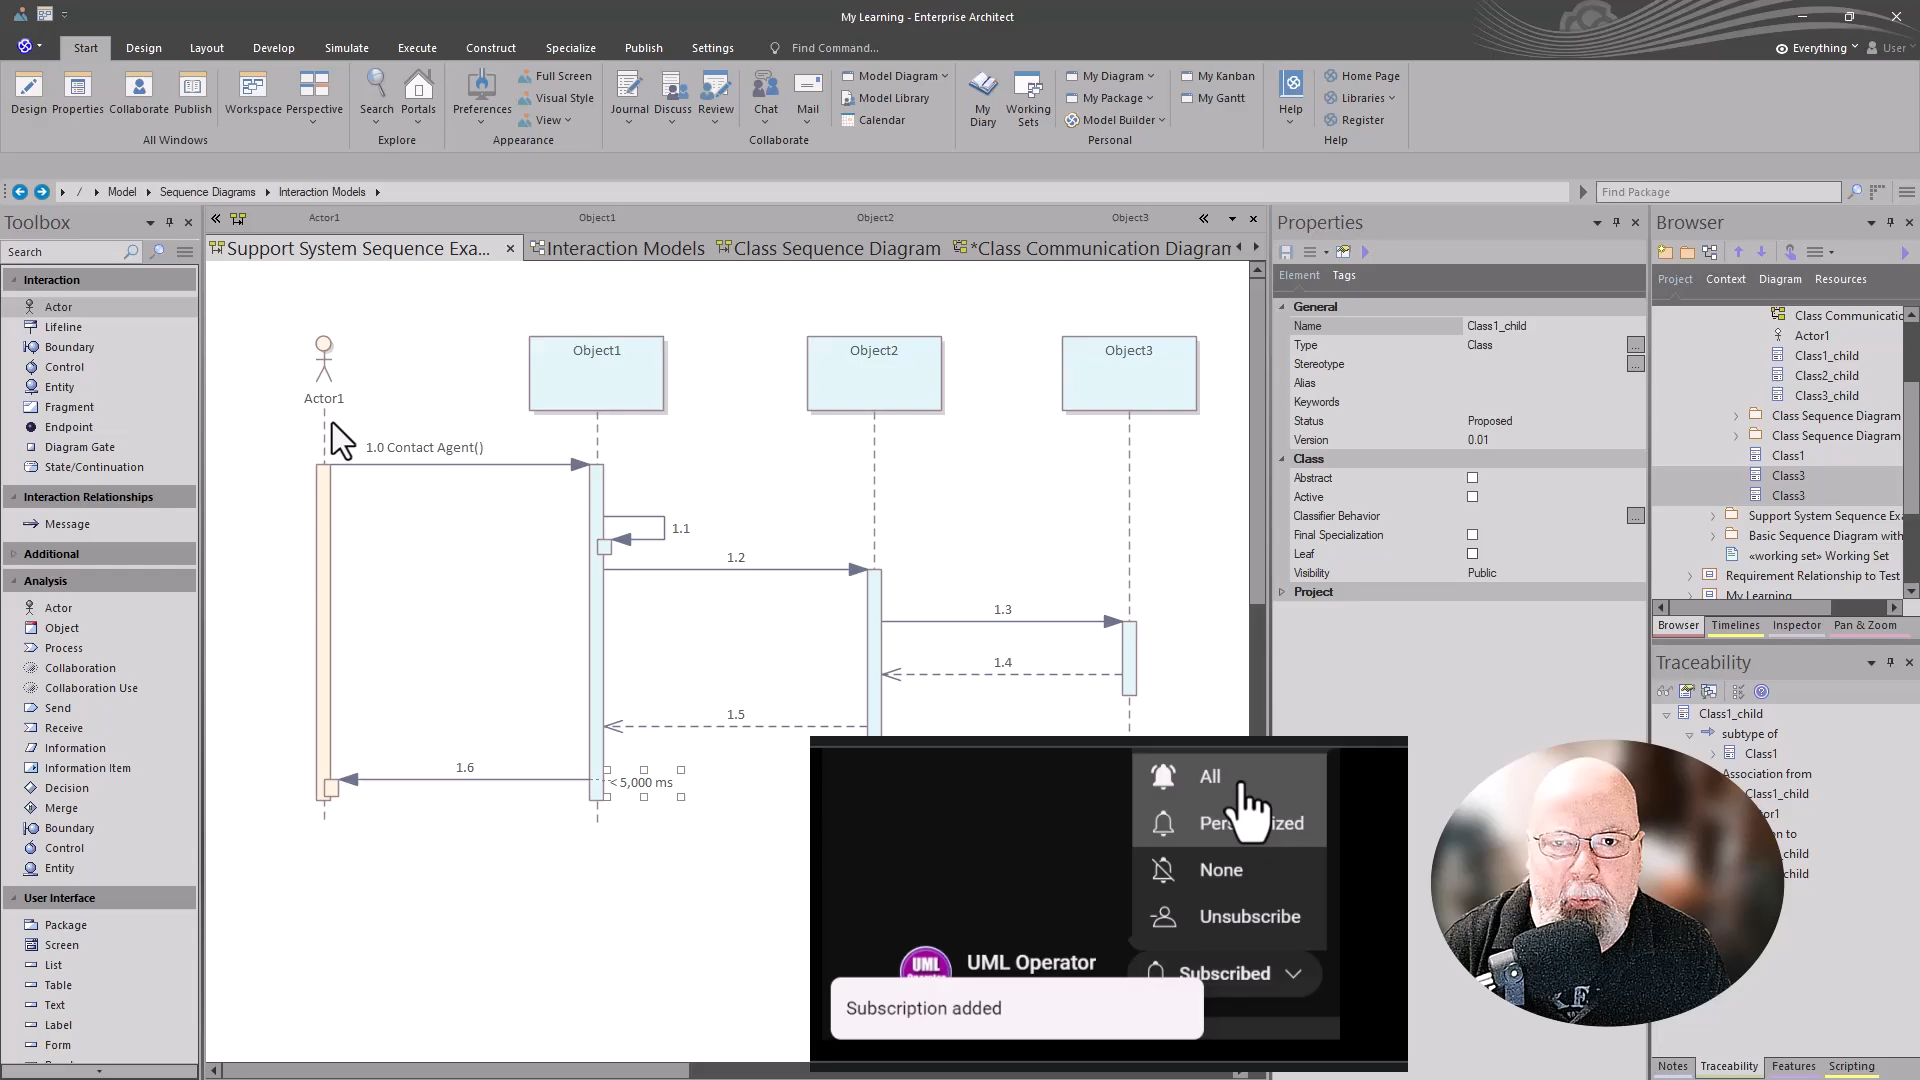 My Learning - Enterprise Architect
Start Design Layout Develop Simulate Execute Construct Specialize Publish Settings Find Command... Everything User
Design Properties Collaborate Publish Workspace Perspective Search Portals Preferences Full Screen Visual Style View Journal Discuss Review Chat Mail Model Diagram Model Library Calendar My Diary Working Sets My Diagram My Package Model Builder My Kanban My Gantt Help Home Page Libraries Register
All Windows Explore Appearance Collaborate Personal Help
/ Model Sequence Diagrams Interaction Models Find Package
Toolbox
Search
Interaction
Actor
Lifeline
Boundary
Control
Entity
Fragment
Endpoint
Diagram Gate
State/Continuation
Interaction Relationships
Message
Additional
Analysis
Actor
Object
Process
Collaboration
Collaboration Use
Send
Receive
Information
Information Item
Decision
Merge
Boundary
Control
Entity
User Interface
Package
Screen
List
Table
Text
Label
Form
Actor1 Object1 Object2 Object3
Support System Sequence Exa... Interaction Models Class Sequence Diagram *Class Communication Diagram
Object1 Object2 Object3
Actor1
1.0 Contact Agent()
1.1
1.2
1.3
1.4
1.5
1.6
< 5,000 ms
All
None
Unsubscribe
UML Operator
UML
Subscribed
Subscription added
Properties
Element Tags
General
Name Class1_child
Type Class
Stereotype
Alias
Keywords
Status Proposed
Version 0.01
Class
Abstract
Active
Classifier Behavior
Final Specialization
Leaf
Visibility Public
Project
Browser
Project Context Diagram Resources
Class Communicatio
Actor1
Class1_child
Class2_child
Class3_child
Class Sequence Diagram
Class Sequence Diagram
Class1
Class3
Class3
Support System Sequence Ex
Basic Sequence Diagram with
«working set» Working Set
Requirement Relationship to Test
My Learning
Browser Timelines Inspector Pan & Zoom
Traceability
Class1_child
subtype of
Class1
Association from
Class1_child
tor1
n to
_child
_child
Notes Traceability Features Scripting